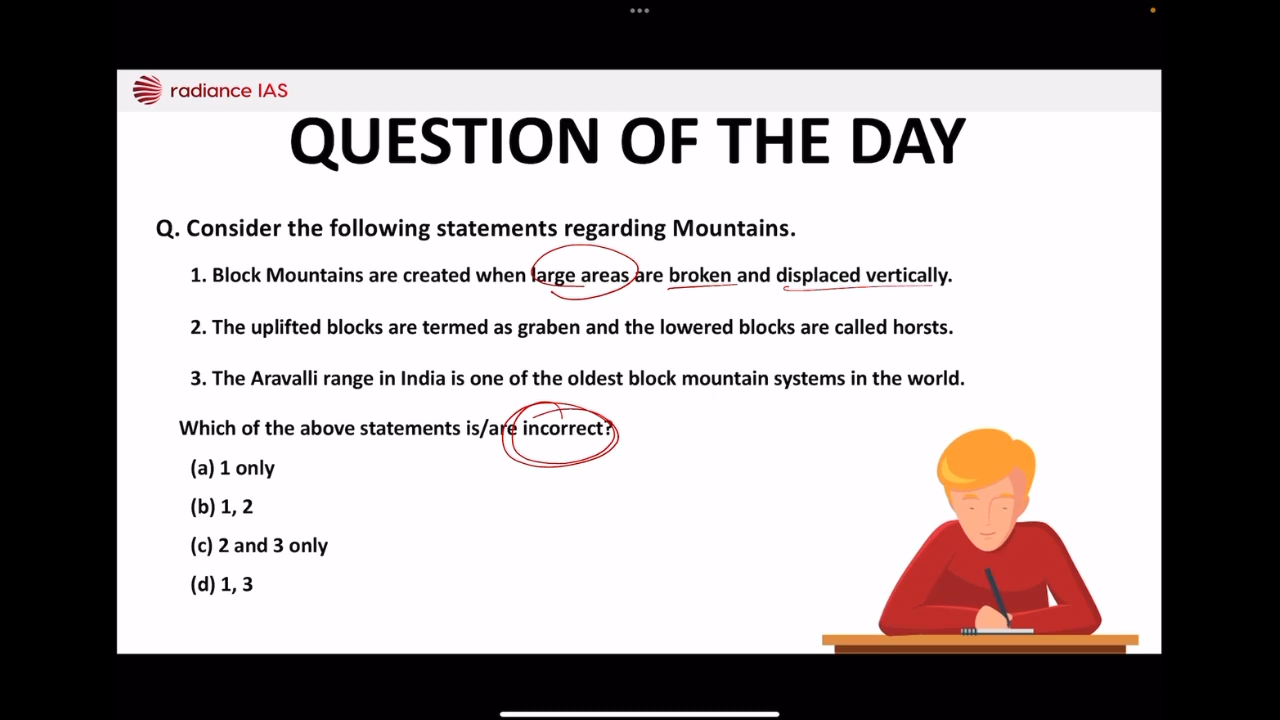 radiance IAS
QUESTION OF THE DAY
Q. Consider the following statements regarding Mountains.
1. Block Mountains are created when large areas are broken and displaced vertically.
2. The uplifted blocks are termed as graben and the lowered blocks are called horsts.
3. The Aravalli range in India is one of the oldest block mountain systems in the world.
Which of the above statements is/are incorrect?
(a) 1 only
(b) 1, 2
(c) 2 and 3 only
(d) 1, 3